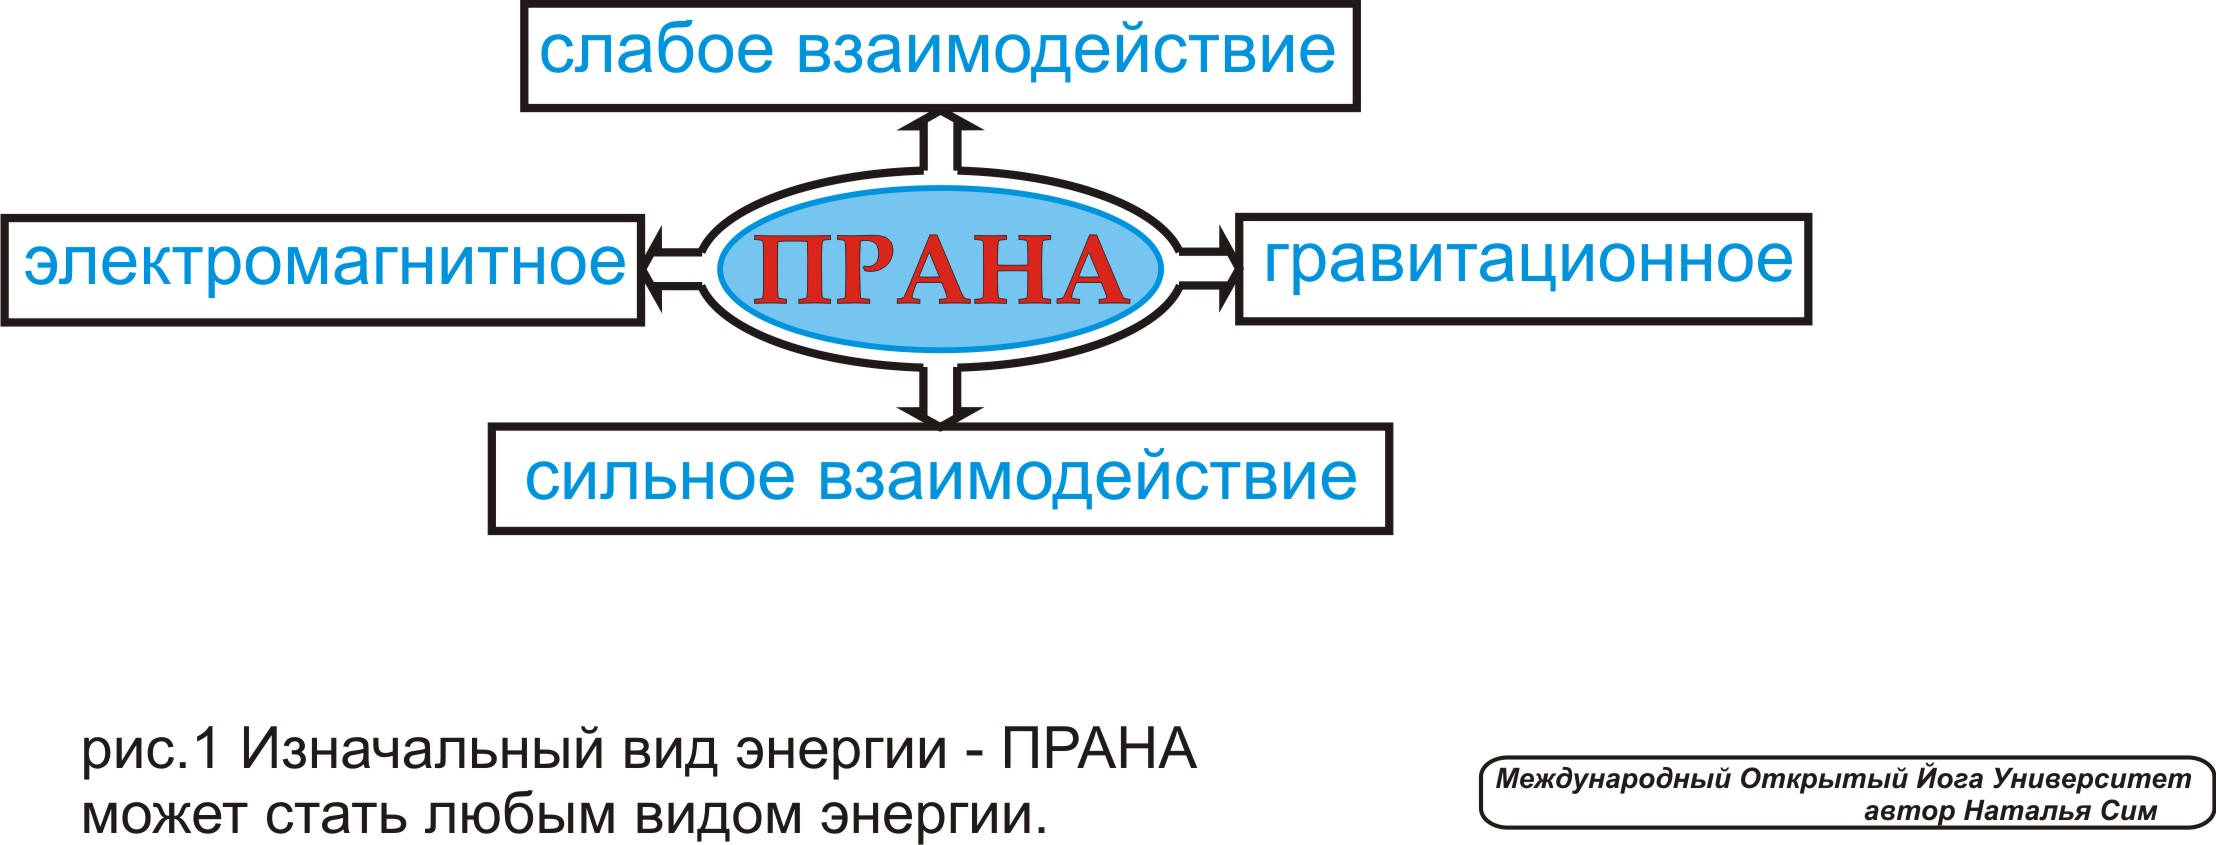 слабое взаимодействие
электромагнитное
ПРАНА
гравитационное
сильное взаимодействие
рис.1 Изначальный вид энергии - ПРАНА
может стать любым видом энергии.
Международный Открытый Йога Университет
автор Наталья Сим